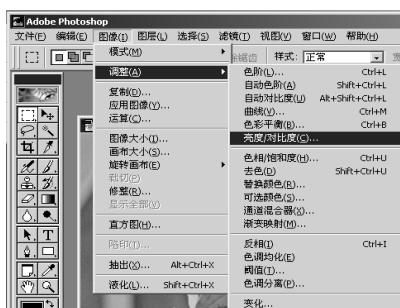 Adobe Photoshop
文件(F) 编辑(E) 图像(I) 图层(L) 选择(S) 滤镜(T) 视图(V) 窗口(W) 帮助(H)
样式: 正常
模式(M)
调整(A)
复制(D)...
应用图像(Y)...
运算(C)...
图像大小(I)...
画布大小(S)...
旋转画布(E)
裁切(P)
修整(R)...
显示全部(V)
直方图(H)...
陷印(T)...
抽出(X)... Alt+Ctrl+X
液化(L)... Shift+Ctrl+X
色阶(L)... Ctrl+L
自动色阶(A) Shift+Ctrl+L
自动对比度(U) Alt+Shift+Ctrl+L
曲线(V)... Ctrl+M
色彩平衡(B)... Ctrl+B
亮度/对比度(C)...
色相/饱和度(H)... Ctrl+U
去色(D) Shift+Ctrl+U
替换颜色(R)...
可选颜色(S)...
通道混合器(X)...
渐变映射(M)...
反相(I) Ctrl+I
色调均化(E)
阈值(T)...
色调分离(P)...
变化...